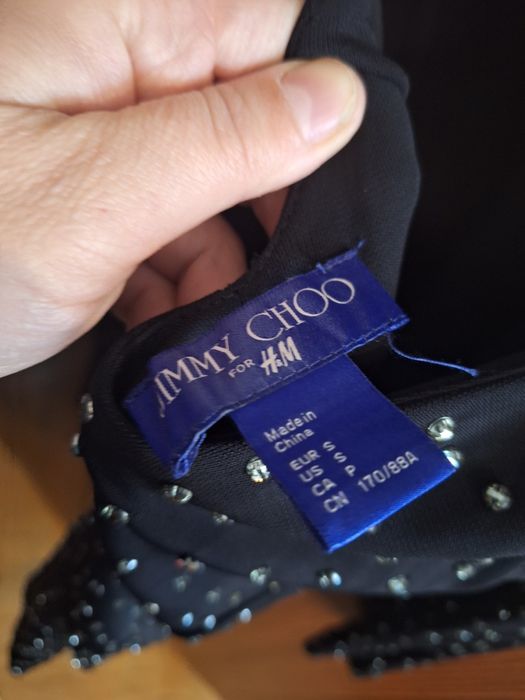 JIMMY CHOO
FOR H&M
Made in
China
EUR S
US S
CA P
CN 170/88A